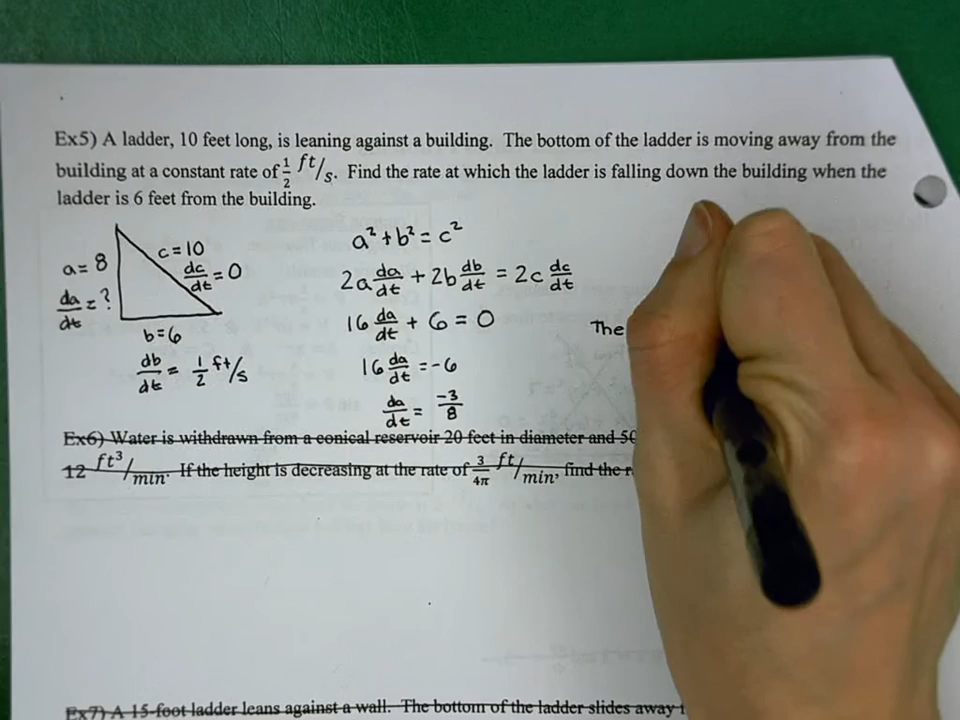 Ex5) A ladder, 10 feet long, is leaning against a building. The bottom of the ladder is moving away from the
building at a constant rate of 1/2 ft/s. Find the rate at which the ladder is falling down the building when the
ladder is 6 feet from the building.
a = 8
da/dt = ?
c = 10
dc/dt = 0
b = 6
db/dt = 1/2 ft/s
a² + b² = c²
2a da/dt + 2b db/dt = 2c dc/dt
16 da/dt + 6 = 0
16 da/dt = -6
da/dt = -3/8
The
Ex6) Water is withdrawn from a conical reservoir 20 feet in diameter and
12 ft³/min. If the height is decreasing at the rate of 3/4π ft/min, find the
Ex7) A 15-foot ladder leans against a wall. The bottom of the ladder slides away